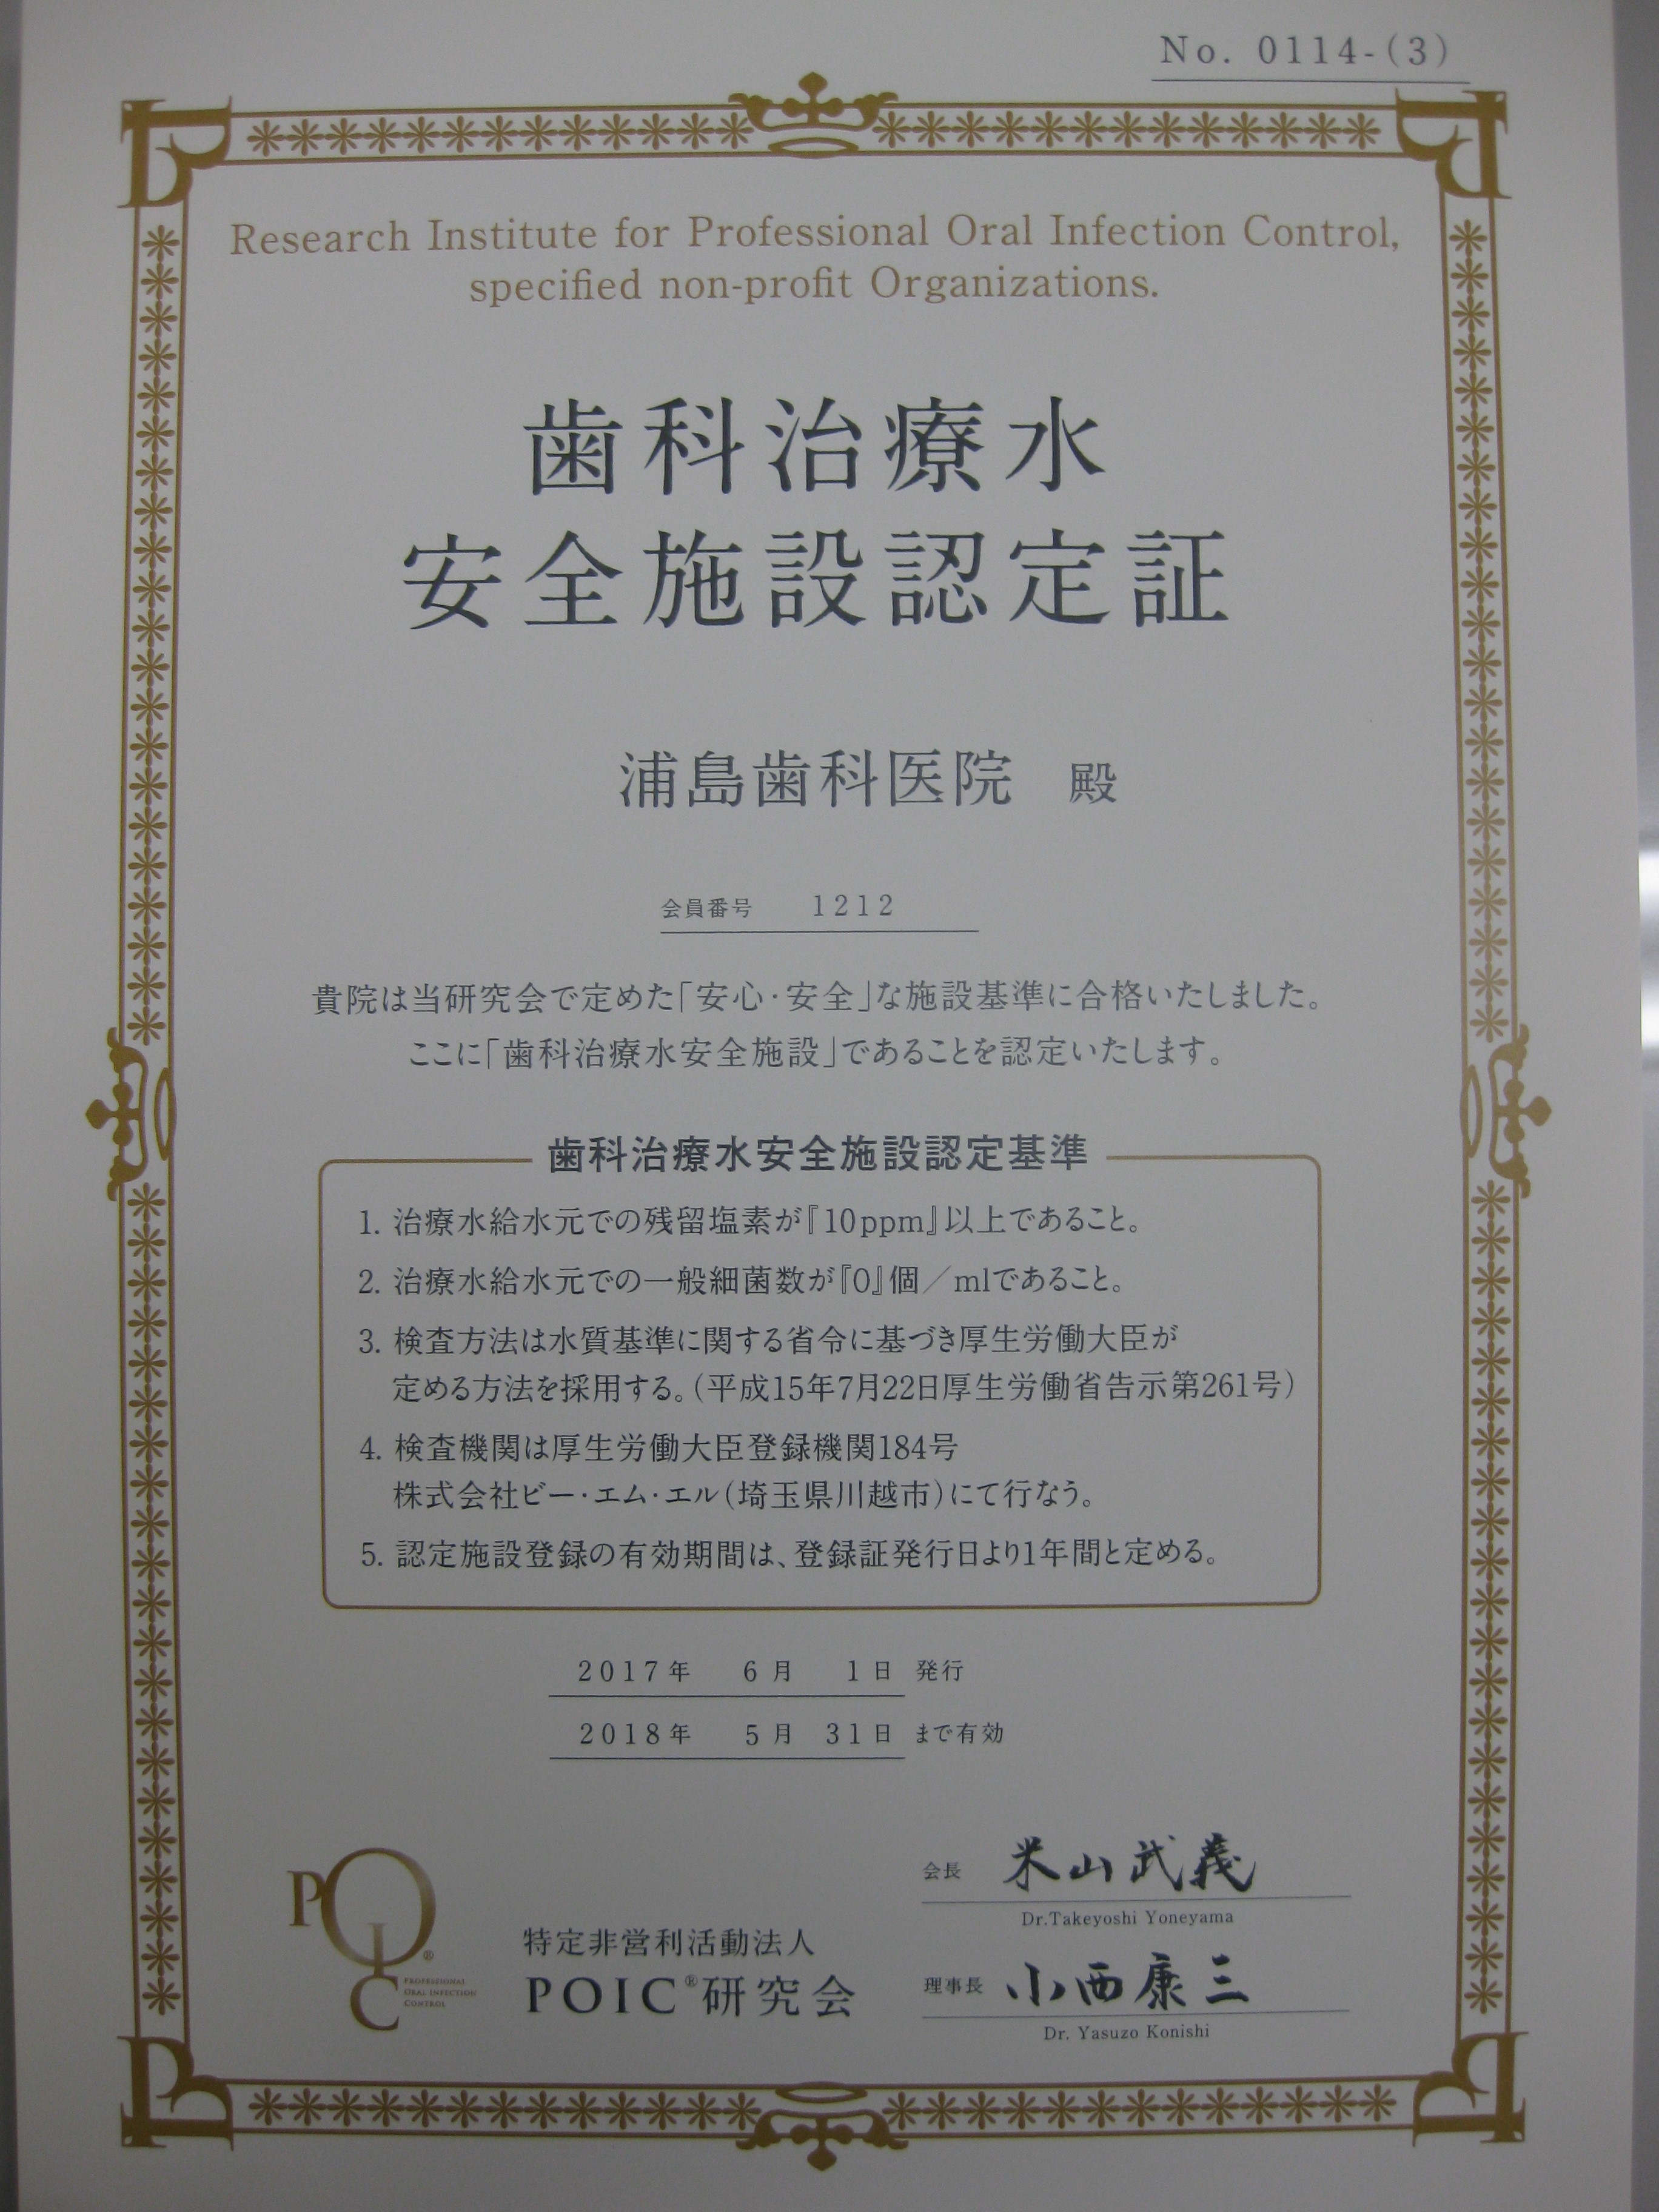 No. 0114-(3)
Research Institute for Professional Oral Infection Control,
specified non-profit Organizations.
歯科治療水
安全施設認定証
浦島歯科医院 殿
会員番号 1212
貴院は当研究会で定めた「安心・安全」な施設基準に合格いたしました。
ここに「歯科治療水安全施設」であることを認定いたします。
歯科治療水安全施設認定基準
1. 治療水給水元での残留塩素が『10ppm』以上であること。
2. 治療水給水元での一般細菌数が『0』個／mlであること。
3. 検査方法は水質基準に関する省令に基づき厚生労働大臣が
定める方法を採用する。(平成15年7月22日厚生労働省告示第261号)
4. 検査機関は厚生労働大臣登録機関184号
株式会社ビー・エム・エル(埼玉県川越市)にて行なう。
5. 認定施設登録の有効期間は、登録証発行日より1年間と定める。
2017年 6月 1日 発行
2018年 5月 31日 まで有効
POIC®
PROFESSIONAL
ORAL INFECTION
CONTROL
特定非営利活動法人
POIC®研究会
会長 米山武義
Dr.Takeyoshi Yoneyama
理事長 小西康三
Dr. Yasuzo Konishi